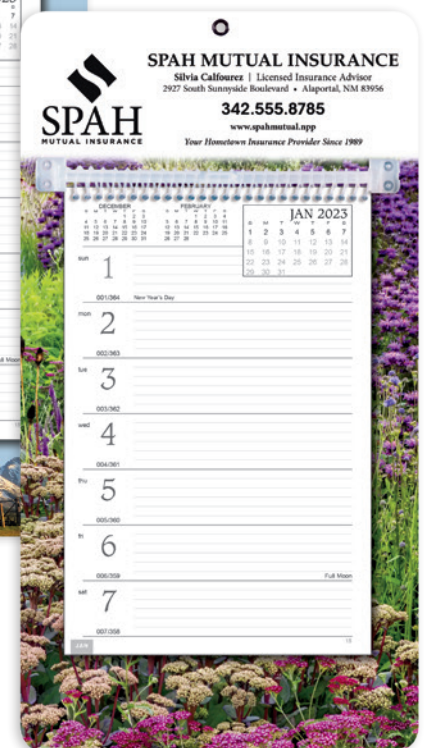 SPAH
MUTUAL INSURANCE
SPAH MUTUAL INSURANCE
Silvia Calfourez | Licensed Insurance Advisor
2927 South Sunnyside Boulevard • Alaportal, NM 83956
342.555.8785
www.spahmutual.npp
Your Hometown Insurance Provider Since 1989
DECEMBER
FEBRUARY
JAN 2023
S M T W T F S
1 2 3 4 5 6 7
8 9 10 11 12 13 14
15 16 17 18 19 20 21
22 23 24 25 26 27 28
29 30 31
sun 1
001/364 New Year's Day
mon 2
002/363
tue 3
003/362
wed 4
004/361
thu 5
005/360
fri 6
006/359 Full Moon
sat 7
007/358
JAN